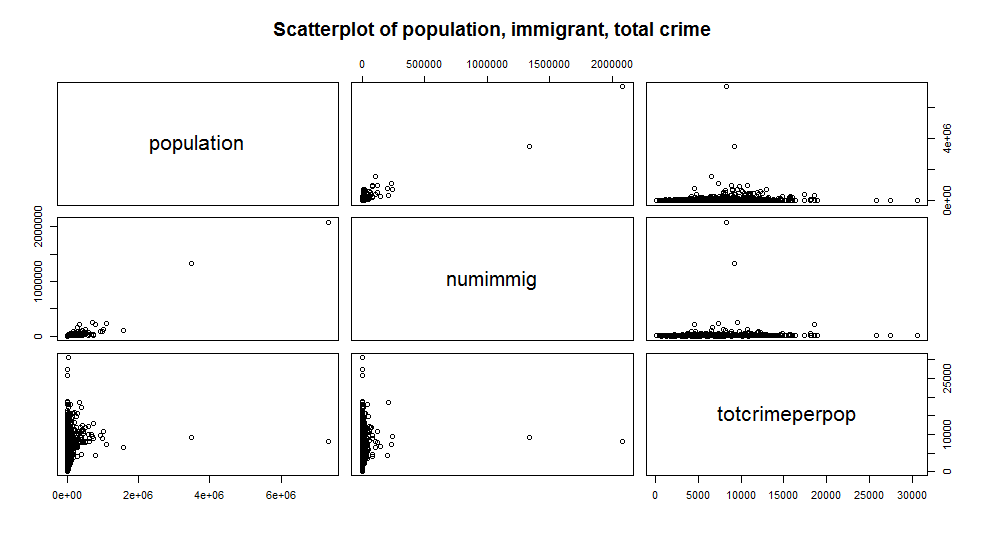 Scatterplot of population, immigrant, total crime
0 500000 1000000 1500000 2000000
population
0e+00 4e+06
0 1000000 2000000
numimmig
totcrimeperpop
0 10000 25000
0e+00 2e+06 4e+06 6e+06
0 5000 10000 15000 20000 25000 30000